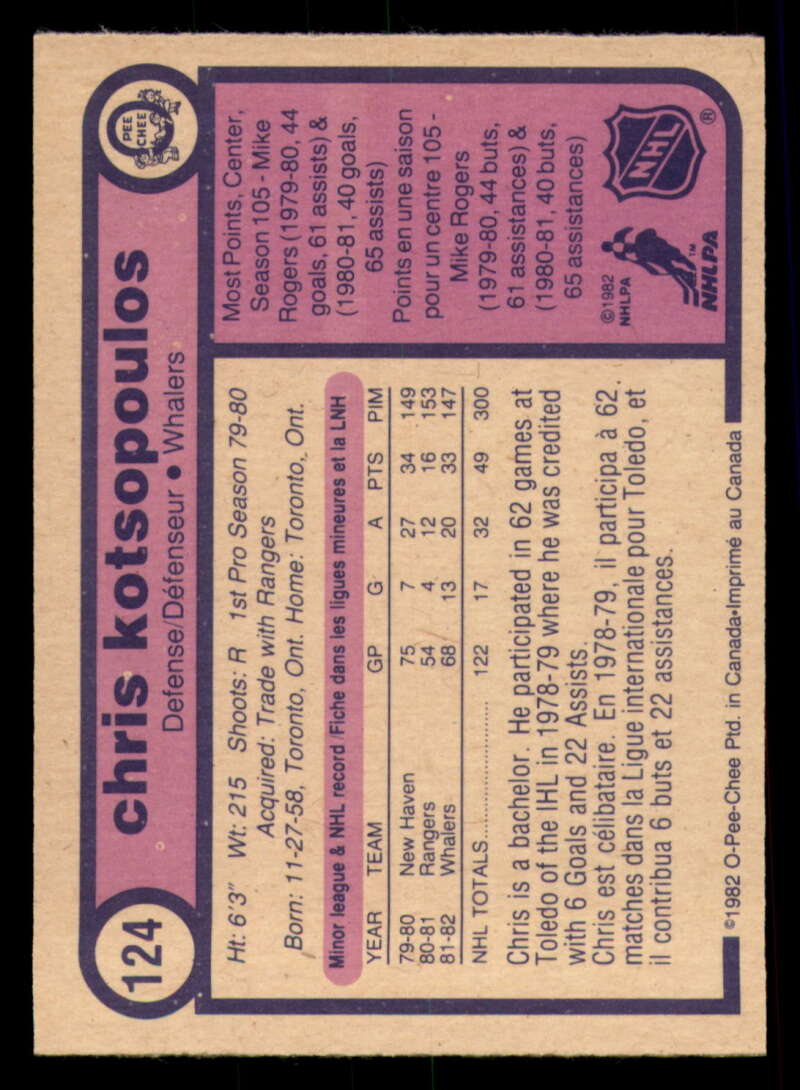 124
chris kotsopoulos
Defense/Défenseur • Whalers
O
PEE
CHEE
Ht: 6'3" Wt: 215 Shoots: R 1st Pro Season 79-80
Acquired: Trade with Rangers
Born: 11-27-58, Toronto, Ont. Home: Toronto, Ont.
Minor league & NHL record/Fiche dans les ligues mineures et la LNH
YEAR TEAM GP G A PTS PIM
79-80 New Haven 75 7 27 34 149
80-81 Rangers 54 4 12 16 153
81-82 Whalers 68 13 20 33 147
NHL TOTALS.................... 122 17 32 49 300
Chris is a bachelor. He participated in 62 games at
Toledo of the IHL in 1978-79 where he was credited
with 6 Goals and 22 Assists.
Chris est célibataire. En 1978-79, il participa à 62
matches dans la Ligue internationale pour Toledo, et
il contribua 6 buts et 22 assistances.
Most Points, Center,
Season 105 - Mike
Rogers (1979-80, 44
goals, 61 assists) &
(1980-81, 40 goals,
65 assists)
Points en une saison
pour un centre 105 -
Mike Rogers
(1979-80, 44 buts,
61 assistances) &
(1980-81, 40 buts,
65 assistances)
©1982
NHLPA
™
NHLPA
NHL
®
©1982 O-Pee-Chee Ptd. in Canada•Imprimé au Canada